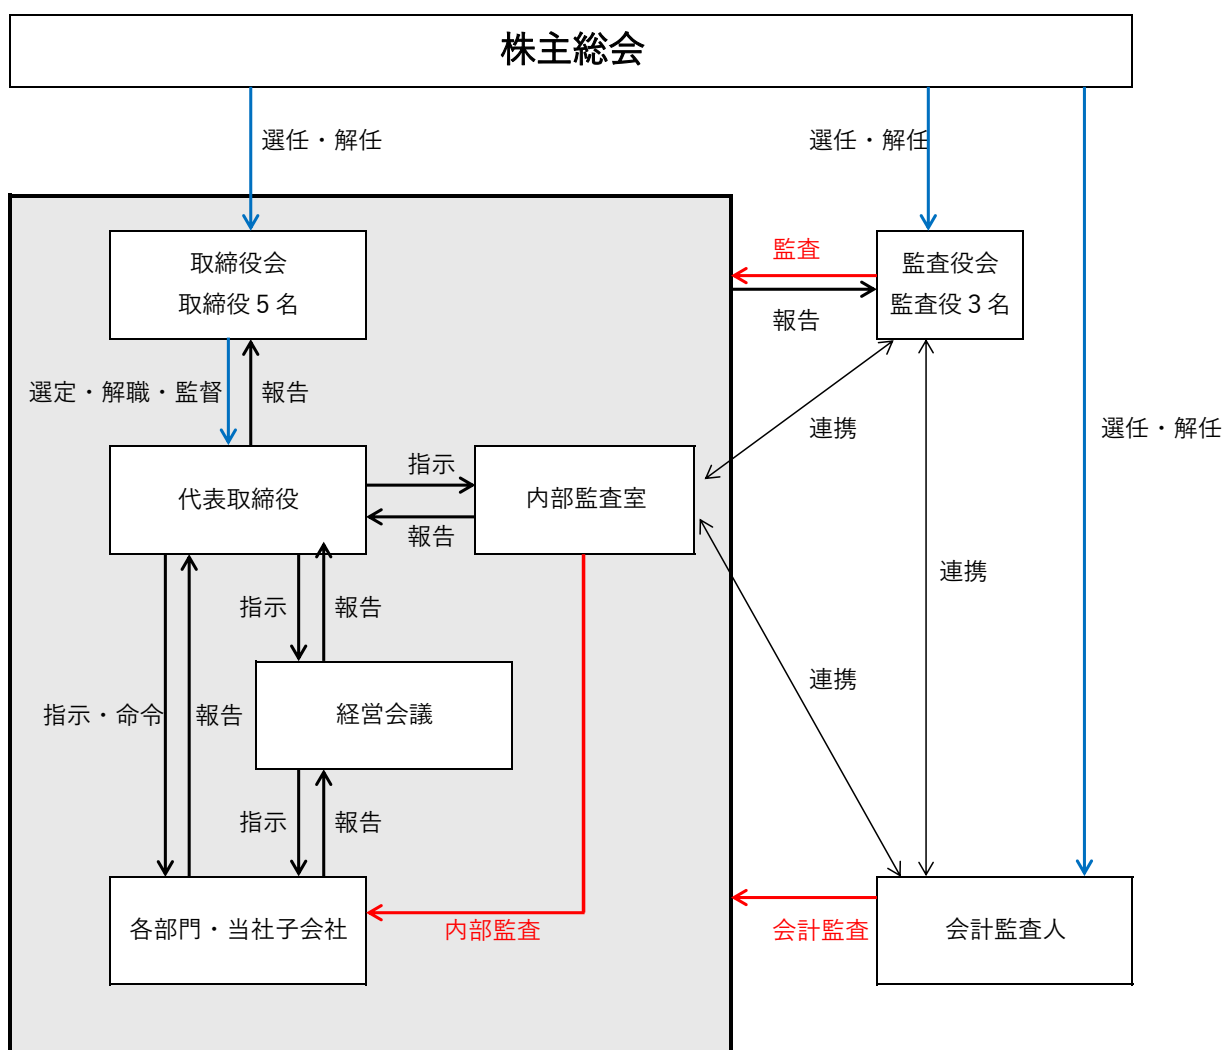 株主総会
選任・解任
選任・解任
取締役会
取締役 5 名
監査
監査役会
監査役 3 名
報告
選定・解職・監督
報告
連携
選任・解任
代表取締役
指示
報告
内部監査室
連携
指示
報告
連携
指示・命令
報告
経営会議
指示
報告
各部門・当社子会社
内部監査
会計監査
会計監査人